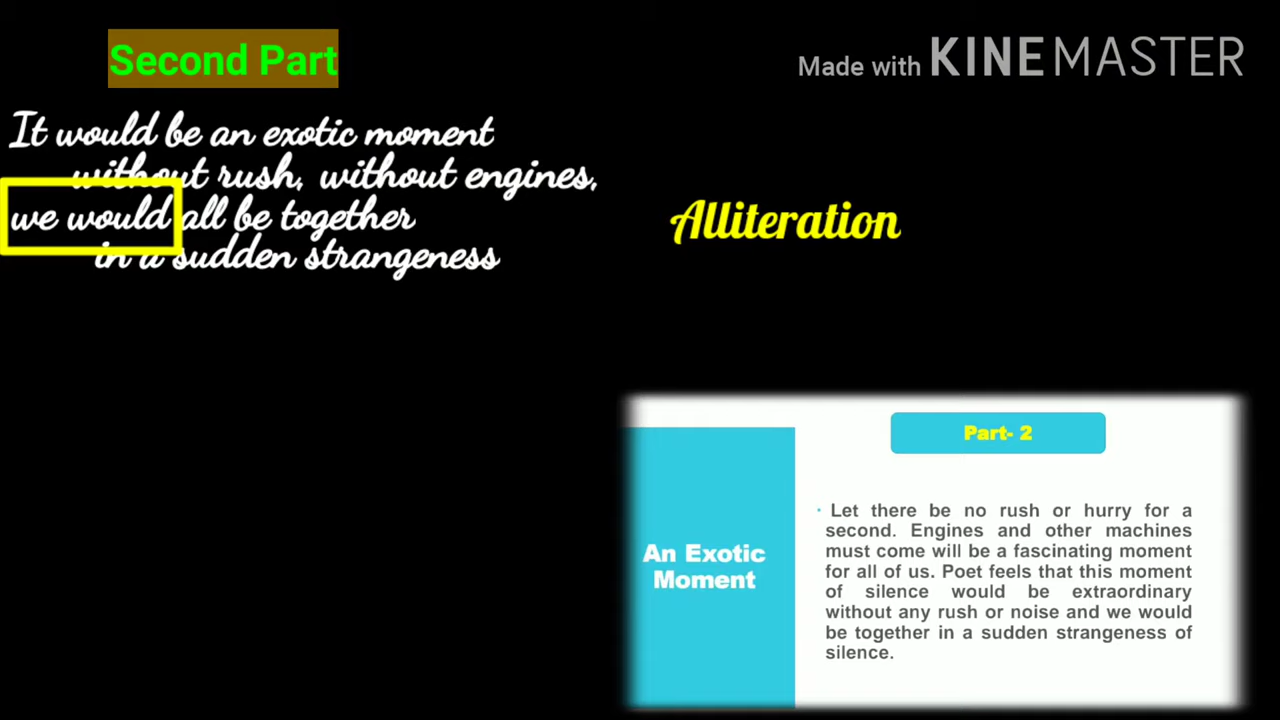 Second Part
Made with KINEMASTER
It would be an exotic moment
without rush, without engines,
we would all be together
in a sudden strangeness
Alliteration
Part- 2
An Exotic
Moment
• Let there be no rush or hurry for a
second. Engines and other machines
must come will be a fascinating moment
for all of us. Poet feels that this moment
of silence would be extraordinary
without any rush or noise and we would
be together in a sudden strangeness of
silence.